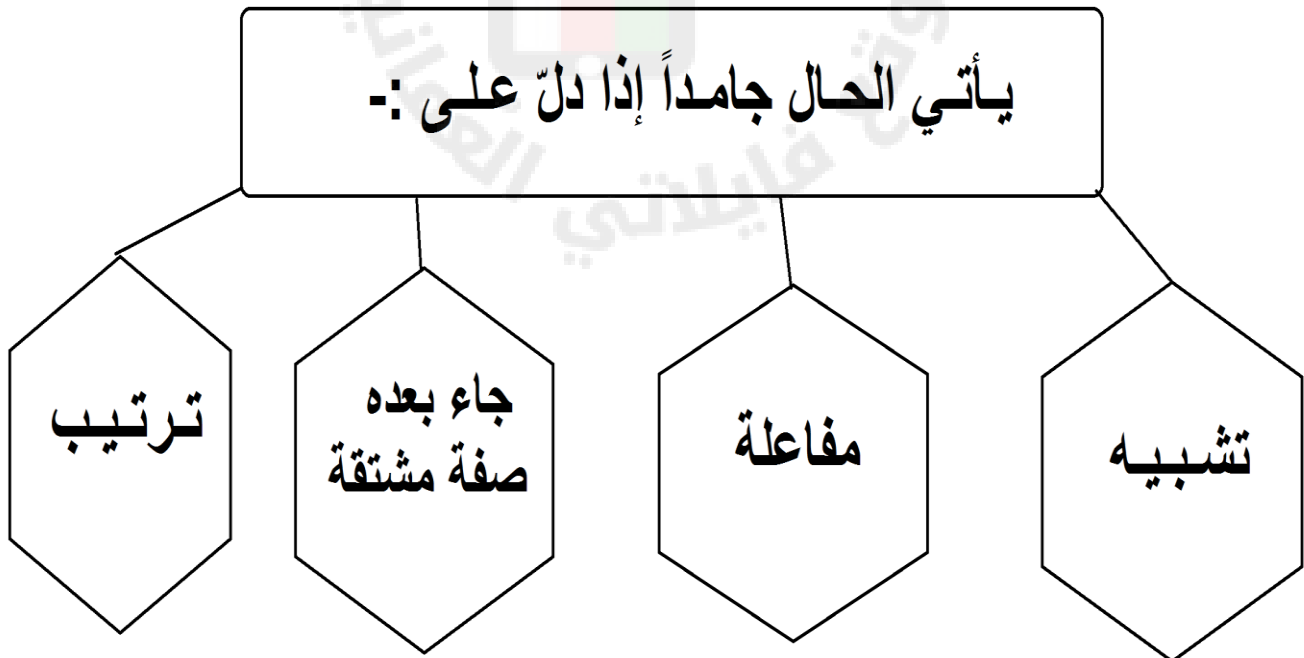 يأتي الحال جامداً إذا دلّ على :-
تشبيه
مفاعلة
جاء بعده
صفة مشتقة
ترتيب